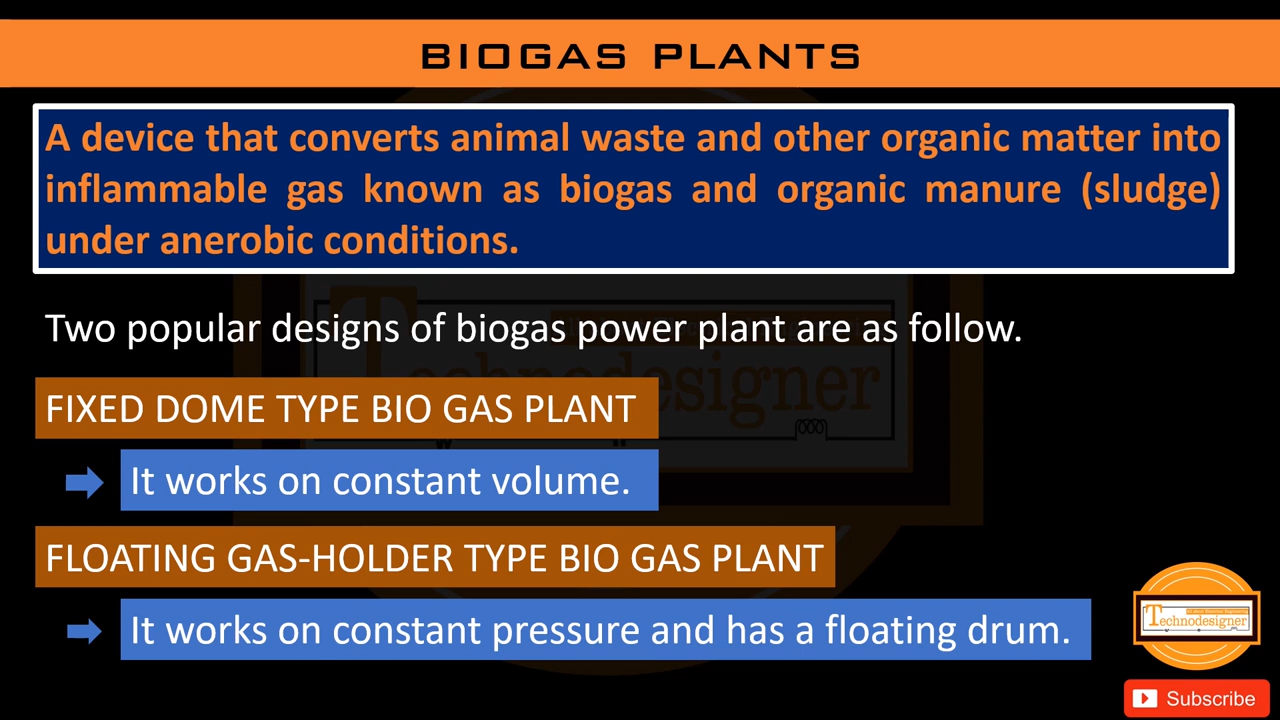 BIOGAS PLANTS
A device that converts animal waste and other organic matter into
inflammable gas known as biogas and organic manure (sludge)
under anerobic conditions.
Two popular designs of biogas power plant are as follow.
FIXED DOME TYPE BIO GAS PLANT
It works on constant volume.
FLOATING GAS-HOLDER TYPE BIO GAS PLANT
It works on constant pressure and has a floating drum.
Technodesigner
Subscribe